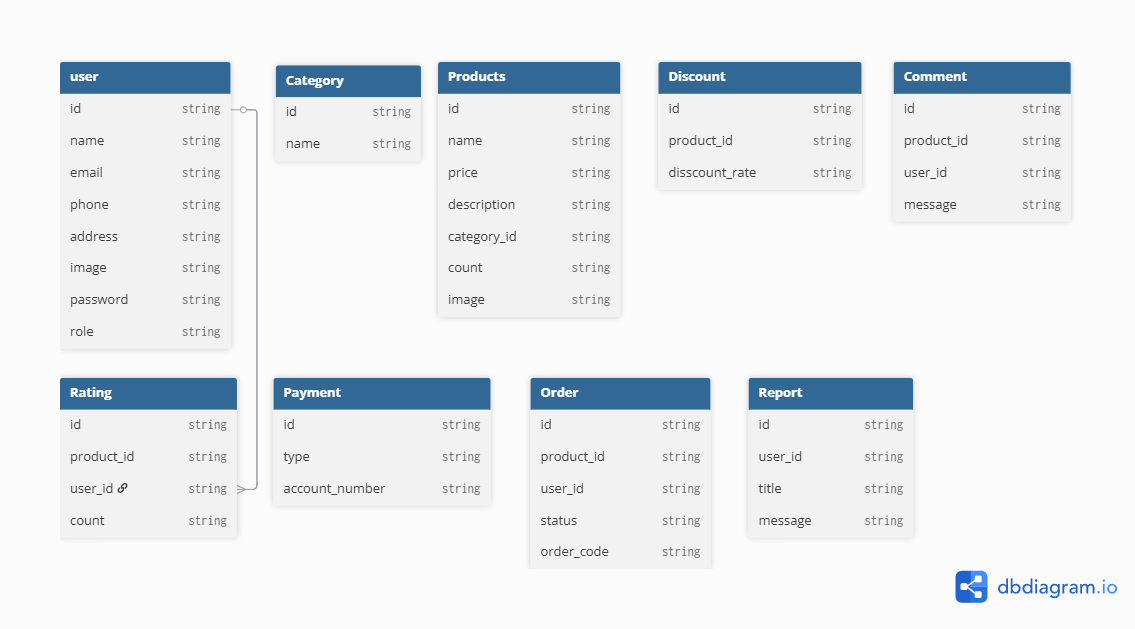 user
id string
name string
email string
phone string
address string
image string
password string
role string
Category
id string
name string
Products
id string
name string
price string
description string
category_id string
count string
image string
Discount
id string
product_id string
disscount_rate string
Comment
id string
product_id string
user_id string
message string
Rating
id string
product_id string
user_id string
count string
Payment
id string
type string
account_number string
Order
id string
product_id string
user_id string
status string
order_code string
Report
id string
user_id string
title string
message string
dbdiagram.io